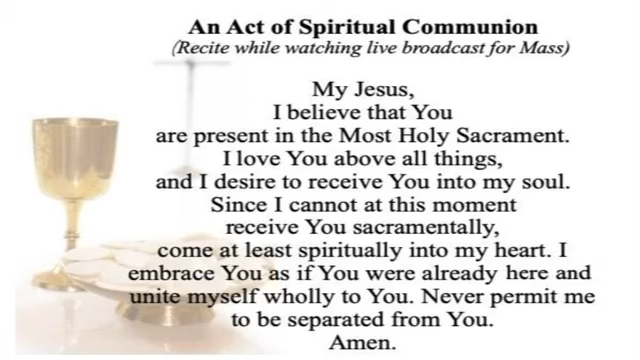 An Act of Spiritual Communion
(Recite while watching live broadcast for Mass)
My Jesus,
I believe that You
are present in the Most Holy Sacrament.
I love You above all things,
and I desire to receive You into my soul.
Since I cannot at this moment
receive You sacramentally,
come at least spiritually into my heart. I
embrace You as if You were already here and
unite myself wholly to You. Never permit me
to be separated from You.
Amen.